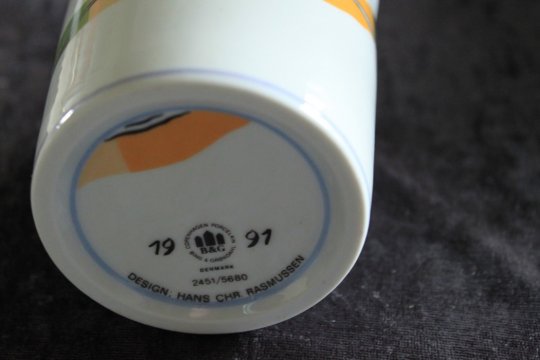 19 91
COPENHAGEN PORCELAIN
B&G
BING & GRØNDAHL
DENMARK
2451/5680
DESIGN: HANS CHR RASMUSSEN